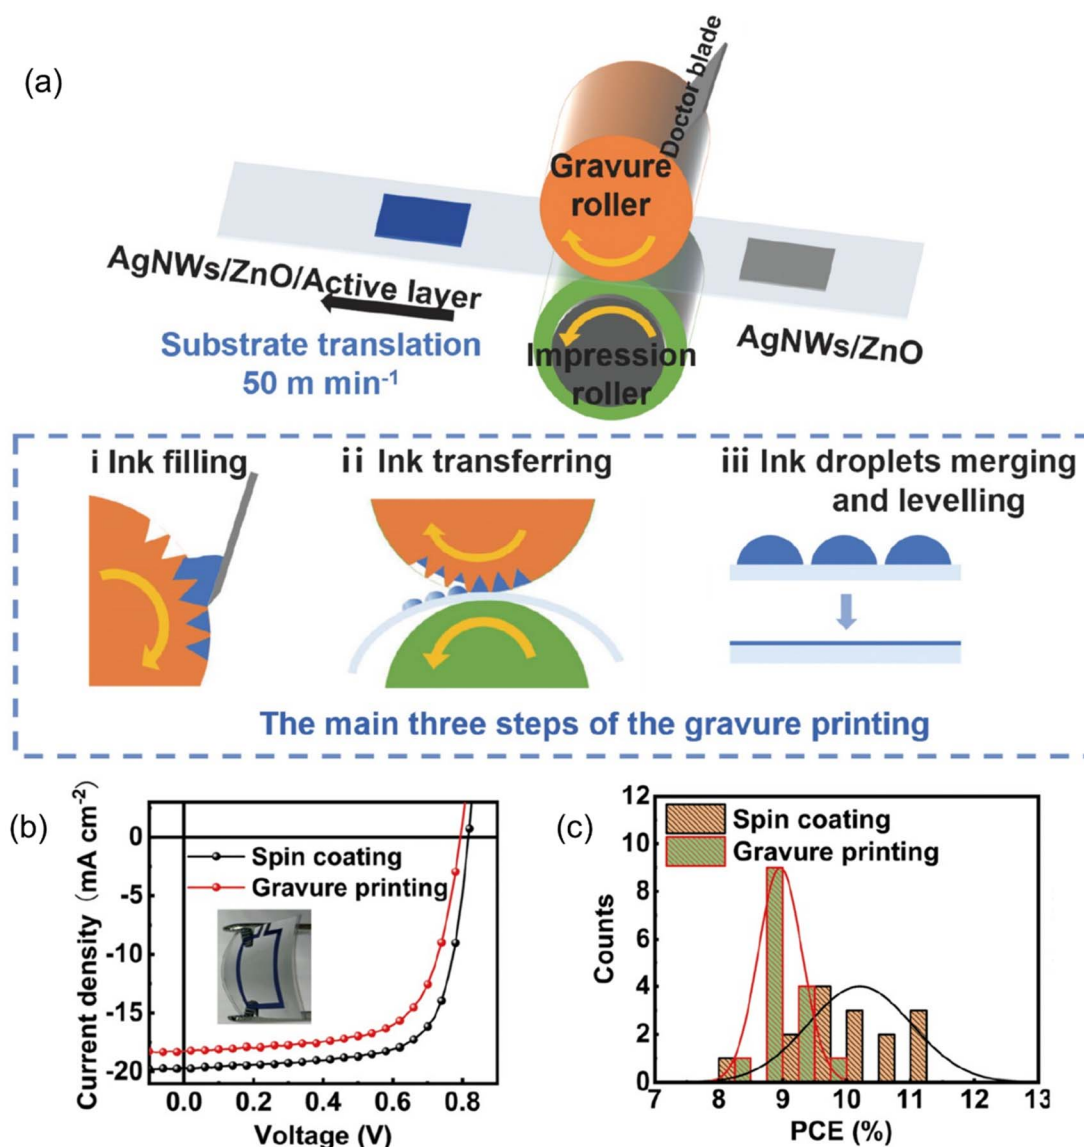 (a)
Doctor blade
Gravure
roller
AgNWs/ZnO/Active layer
Substrate translation
50 m min⁻¹
Impression
roller
AgNWs/ZnO
i Ink filling
ii Ink transferring
iii Ink droplets merging
and levelling
The main three steps of the gravure printing
(b)
Current density (mA cm⁻²)
0
-5
-10
-15
-20
Spin coating
Gravure printing
0.0 0.2 0.4 0.6 0.8
Voltage (V)
(c)
Counts
12
10
8
6
4
2
0
Spin coating
Gravure printing
7 8 9 10 11 12 13
PCE (%)